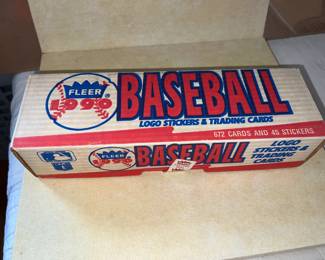 FLEER
1990
BASEBALL
LOGO STICKERS & TRADING CARDS
672 CARDS AND 45 STICKERS
FLEER
1990
BASEBALL
LOGO
STICKERS &
TRADING
CARDS